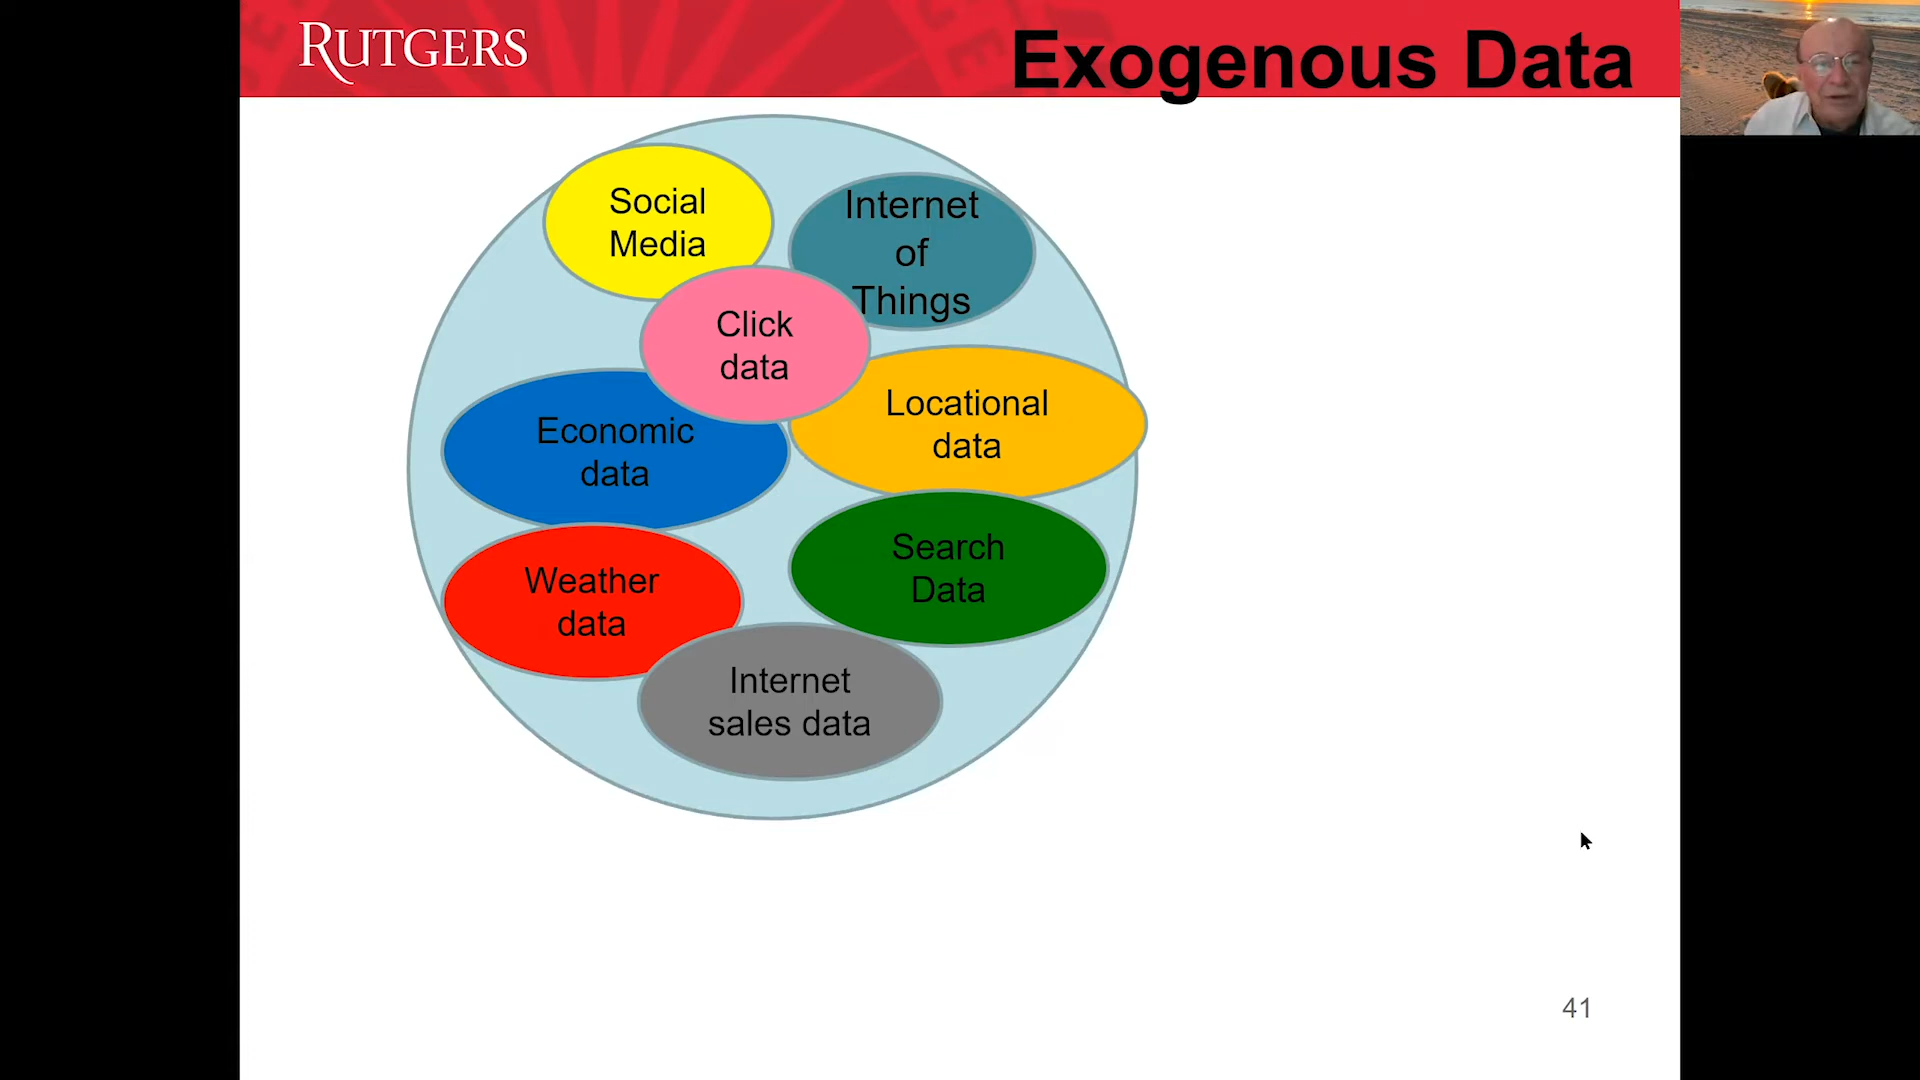 RUTGERS
Exogenous Data
Social
Media
Internet
of
Things
Click
data
Locational
data
Economic
data
Search
Data
Weather
data
Internet
sales data
41